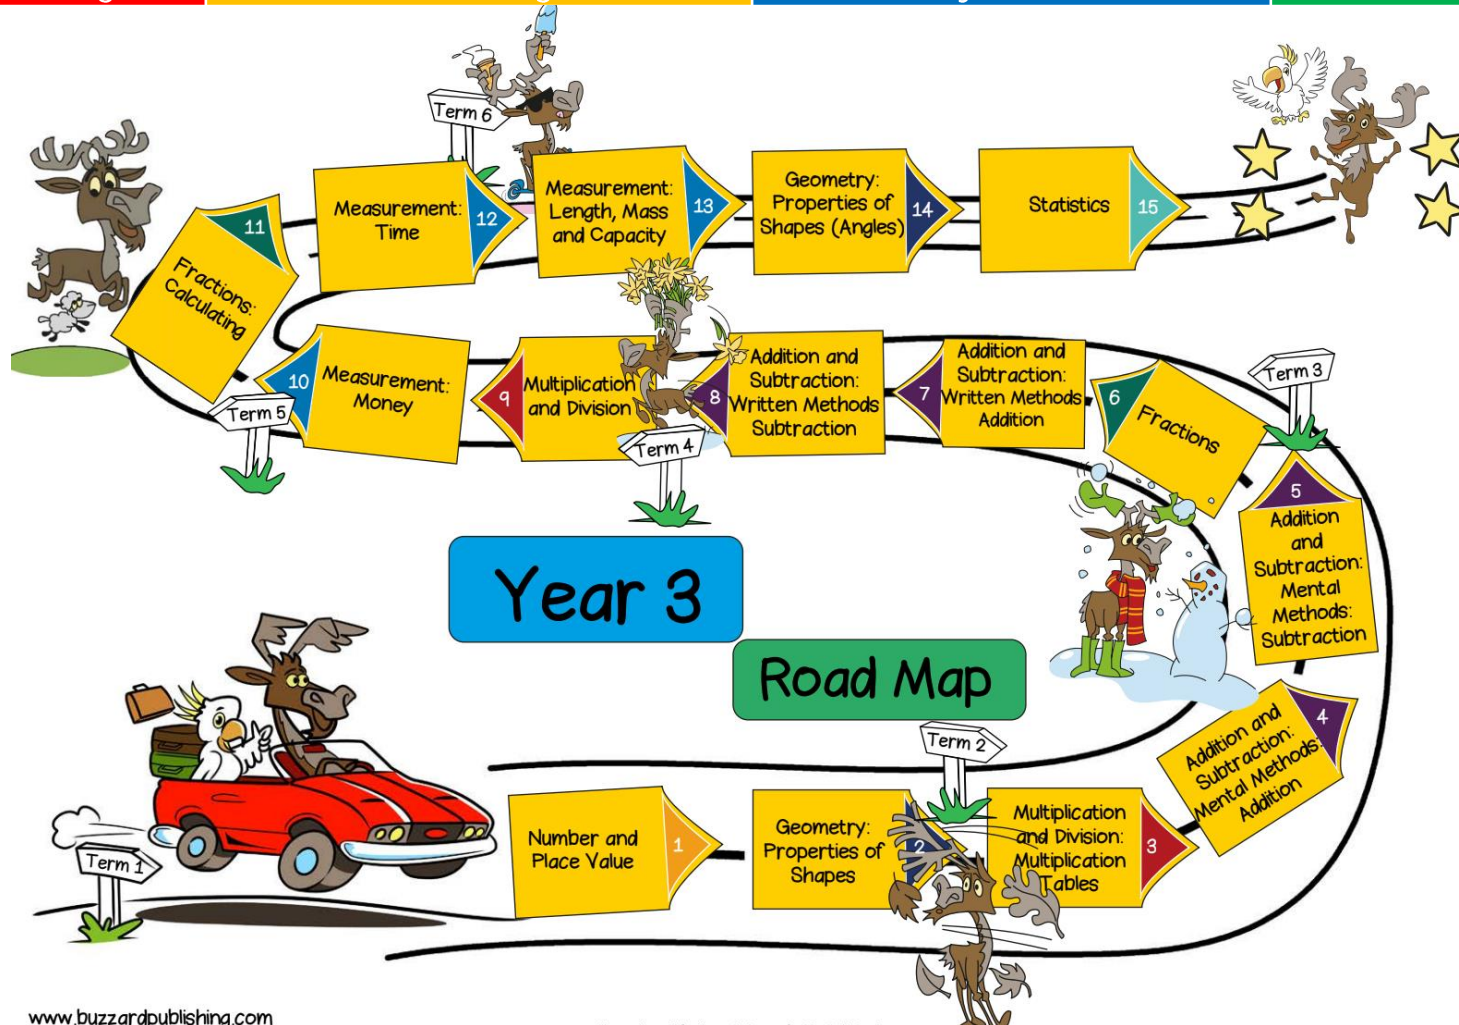 Term 6
11
Fractions:
Calculating
Measurement:
Time
12
Measurement:
Length, Mass
and Capacity
13
Geometry:
Properties of
Shapes (Angles)
14
Statistics
15
10
Measurement:
Money
Term 5
9
Multiplication
and Division
Term 4
8
Addition and
Subtraction:
Written Methods
Subtraction
7
Addition and
Subtraction:
Written Methods
Addition
6
Fractions
Term 3
5
Addition
and
Subtraction:
Mental
Methods:
Subtraction
Year 3
Road Map
4
Addition and
Subtraction:
Mental Methods:
Addition
Term 2
Term 1
Number and
Place Value
1
Geometry:
Properties of
Shapes
2
Multiplication
and Division:
Multiplication
Tables
3
www.buzzardpublishing.com